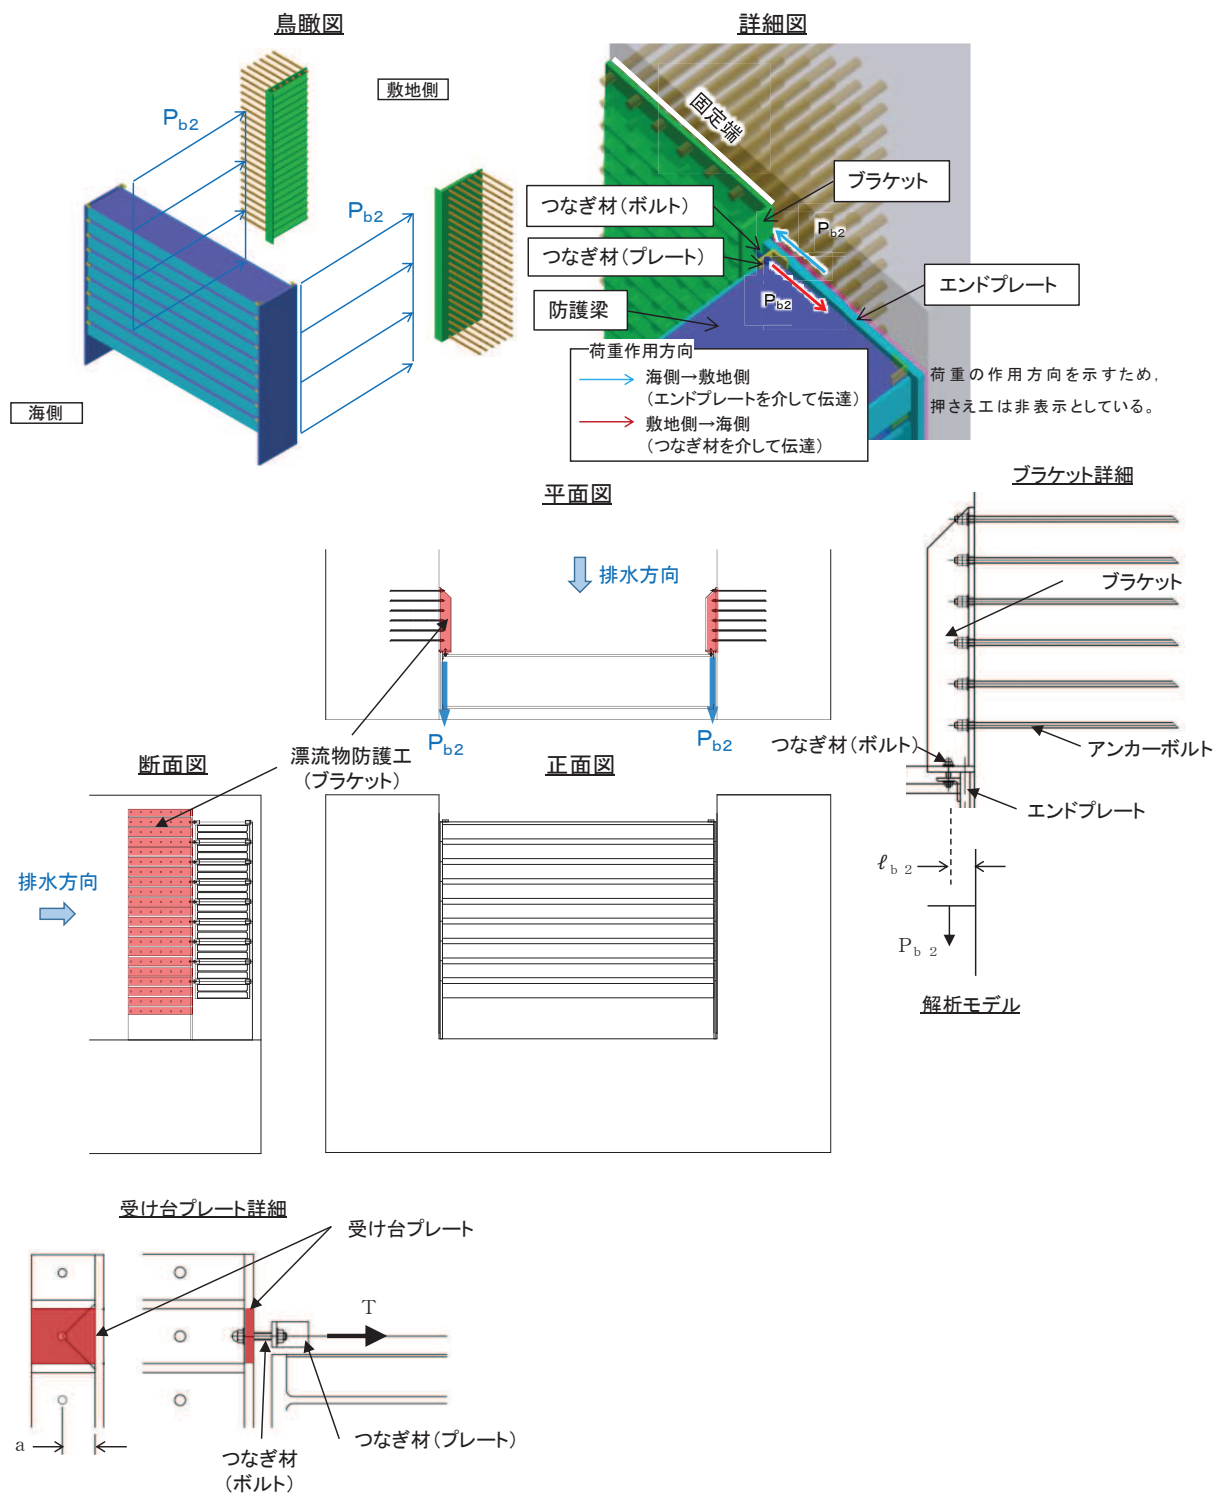 鳥瞰図
敷地側
Pb2
Pb2
海側
詳細図
固定端
ブラケット
つなぎ材(ボルト)
Pb2
つなぎ材(プレート)
エンドプレート
Pb2
防護梁
荷重作用方向
海側→敷地側
(エンドプレートを介して伝達)
敷地側→海側
(つなぎ材を介して伝達)
荷重の作用方向を示すため,
押さえ工は非表示としている。
平面図
排水方向
Pb2
Pb2
漂流物防護工
(ブラケット)
ブラケット詳細
ブラケット
つなぎ材(ボルト)
アンカーボルト
エンドプレート
ℓb2
Pb2
解析モデル
断面図
排水方向
正面図
受け台プレート詳細
受け台プレート
T
a
つなぎ材
(ボルト)
つなぎ材(プレート)